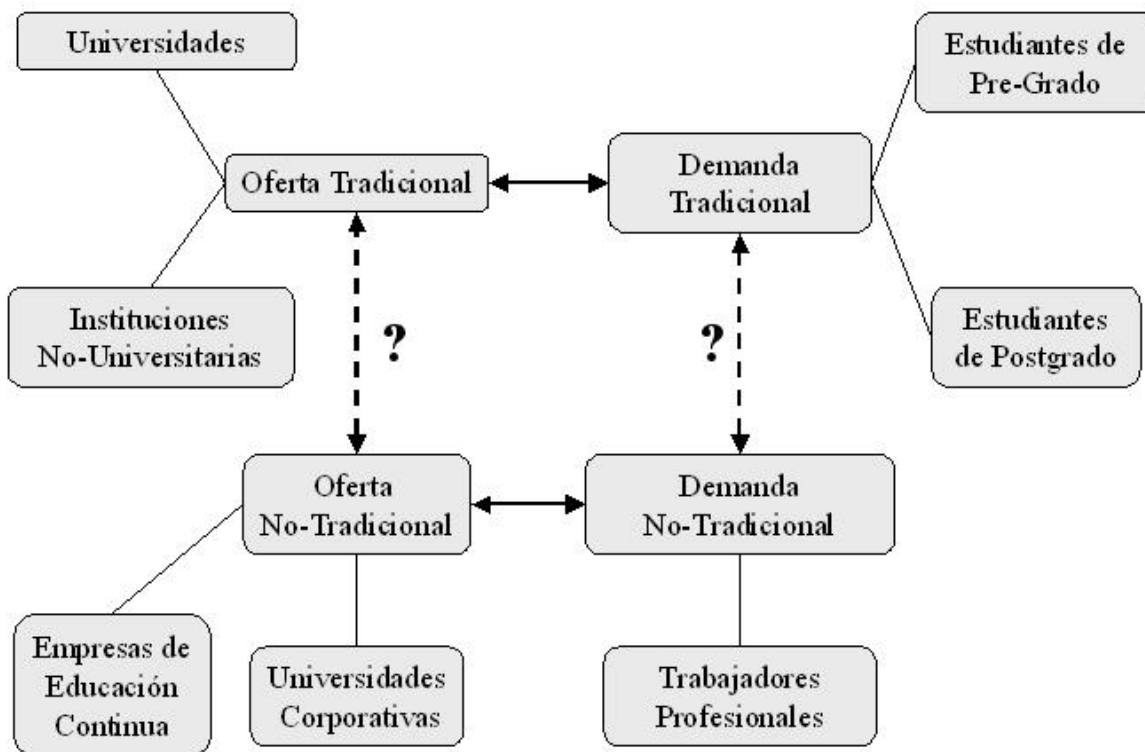 Universidades
Estudiantes de
Pre-Grado
Oferta Tradicional
Demanda
Tradicional
Instituciones
No-Universitarias
Estudiantes
de Postgrado
?
?
Oferta
No-Tradicional
Demanda
No-Tradicional
Empresas de
Educación
Continua
Universidades
Corporativas
Trabajadores
Profesionales